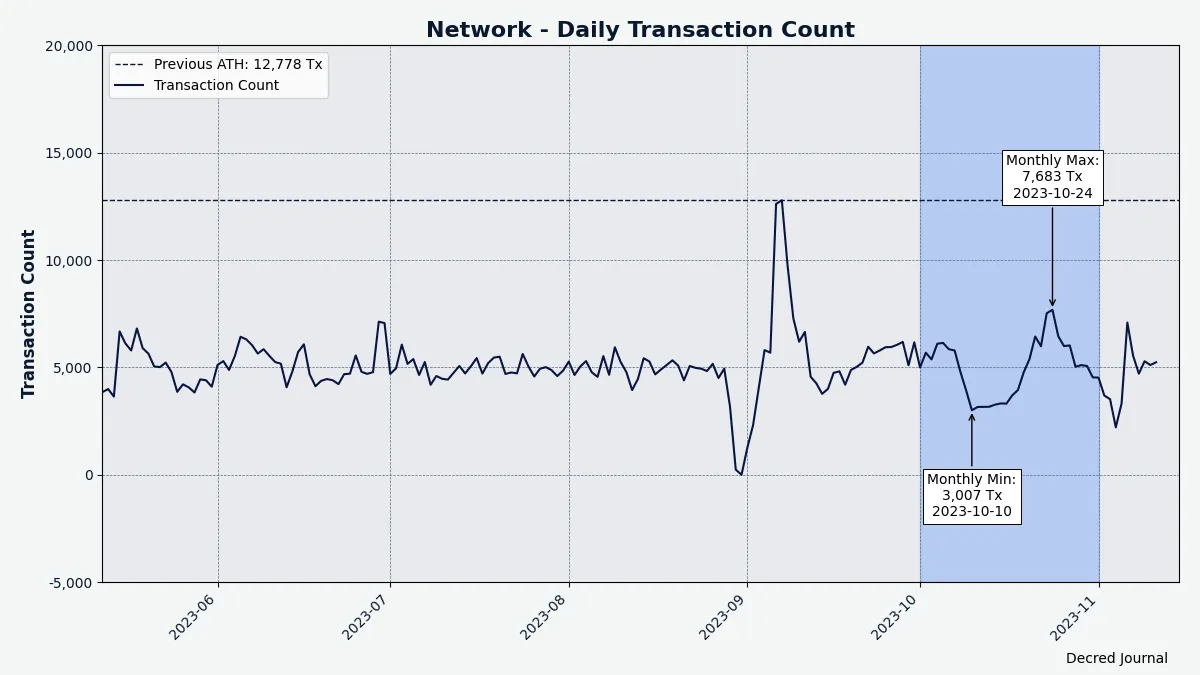 Network - Daily Transaction Count
20,000
15,000
10,000
5,000
0
-5,000
Transaction Count
Previous ATH: 12,778 Tx
Transaction Count
Monthly Max:
7,683 Tx
2023-10-24
Monthly Min:
3,007 Tx
2023-10-10
2023-06
2023-07
2023-08
2023-09
2023-10
2023-11
Decred Journal